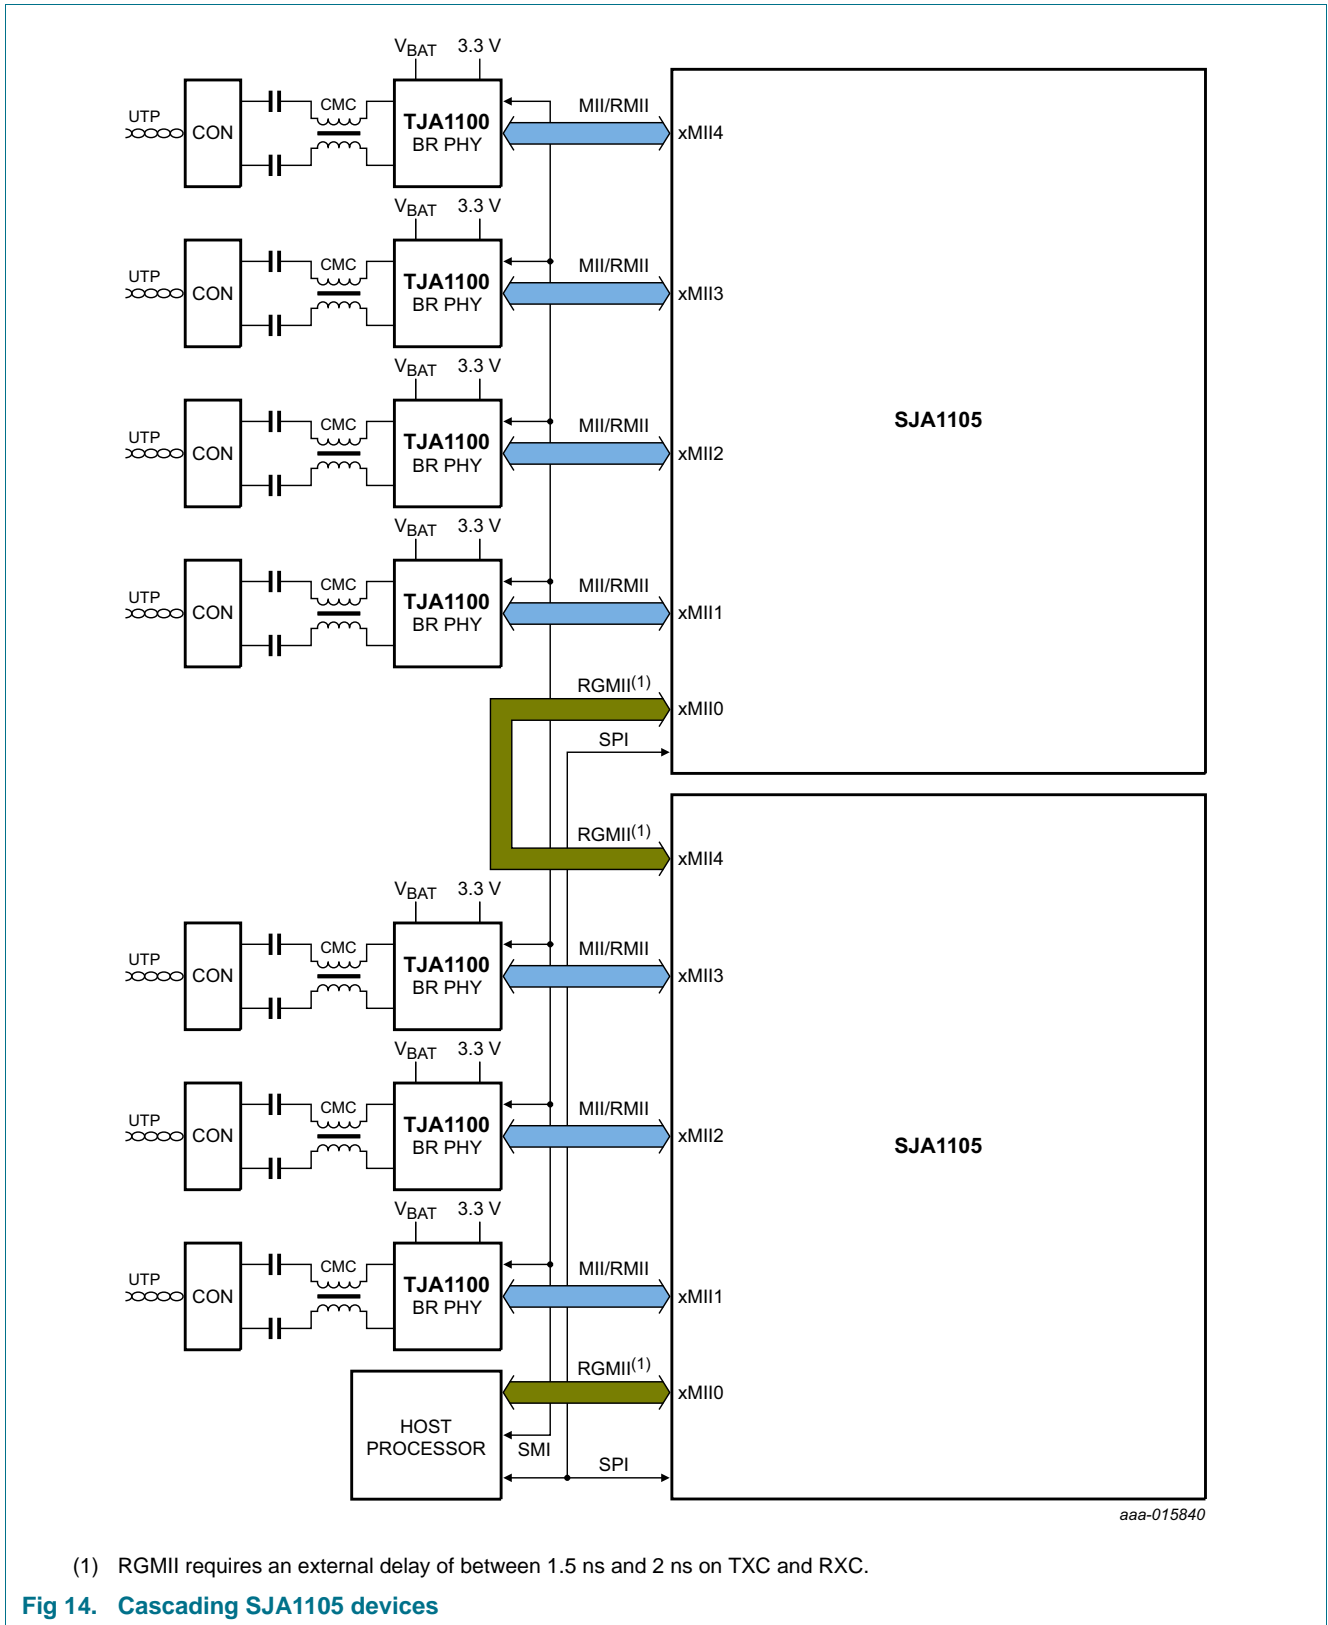 VBAT 3.3 V
UTP CON CMC TJA1100 BR PHY MII/RMII xMII4
VBAT 3.3 V
UTP CON CMC TJA1100 BR PHY MII/RMII xMII3
VBAT 3.3 V
UTP CON CMC TJA1100 BR PHY MII/RMII xMII2
SJA1105
VBAT 3.3 V
UTP CON CMC TJA1100 BR PHY MII/RMII xMII1
RGMII(1) xMII0
SPI
RGMII(1) xMII4
VBAT 3.3 V
UTP CON CMC TJA1100 BR PHY MII/RMII xMII3
VBAT 3.3 V
UTP CON CMC TJA1100 BR PHY MII/RMII xMII2
SJA1105
VBAT 3.3 V
UTP CON CMC TJA1100 BR PHY MII/RMII xMII1
RGMII(1) xMII0
HOST
PROCESSOR
SMI
SPI
aaa-015840
(1) RGMII requires an external delay of between 1.5 ns and 2 ns on TXC and RXC.
Fig 14. Cascading SJA1105 devices